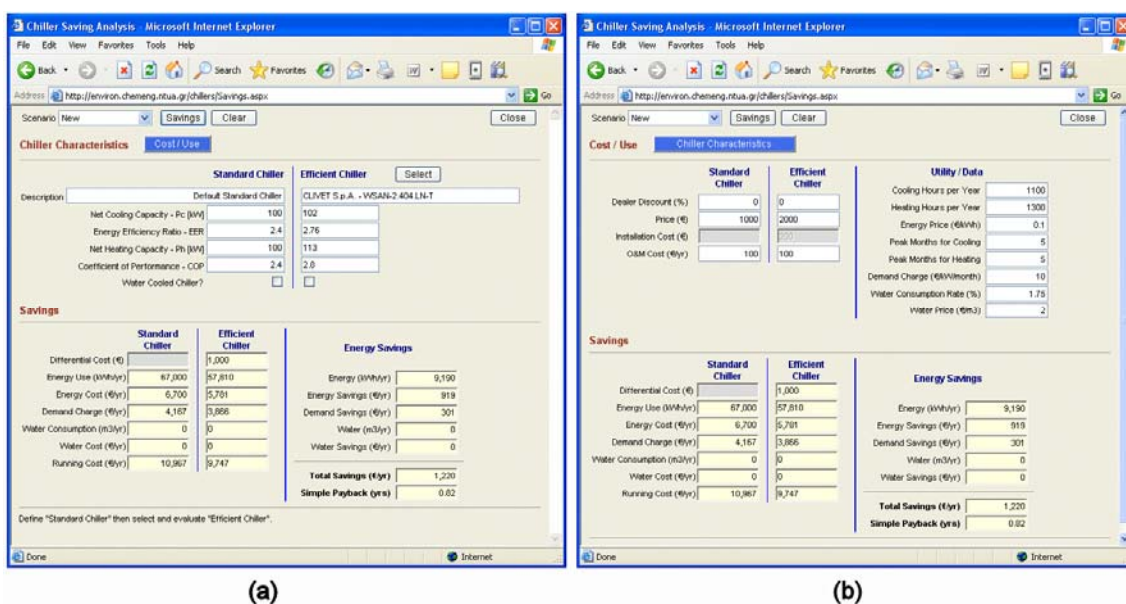 Chiller Saving Analysis - Microsoft Internet Explorer
File Edit View Favorites Tools Help
Back Search Favorites
Address http://environ.chemeng.ntua.gr/chillers/Savings.aspx Go
Scenario New Savings Clear Close
Chiller Characteristics Cost / Use
Standard Chiller Efficient Chiller Select
Description Default Standard Chiller CLIVET S.p.A. - WSAN-2.404 LN-T
Net Cooling Capacity - Pc [kW] 100 102
Energy Efficiency Ratio - EER 2.4 2.76
Net Heating Capacity - Ph [kW] 100 113
Coefficient of Performance - COP 2.4 2.8
Water Cooled Chiller?
Savings
Standard Chiller Efficient Chiller Energy Savings
Differential Cost (€) 1,000
Energy Use (kWh/yr) 67,000 57,810 Energy (kWh/yr) 9,190
Energy Cost (€/yr) 6,700 5,781 Energy Savings (€/yr) 919
Demand Charge (€/yr) 4,167 3,866 Demand Savings (€/yr) 301
Water Consumption (m3/yr) 0 0 Water (m3/yr) 0
Water Cost (€/yr) 0 0 Water Savings (€/yr) 0
Running Cost (€/yr) 10,967 9,747
Total Savings (€/yr) 1,220
Simple Payback (yrs) 0.82
Define "Standard Chiller" then select and evaluate "Efficient Chiller".
Done Internet
(a)
Chiller Saving Analysis - Microsoft Internet Explorer
File Edit View Favorites Tools Help
Back Search Favorites
Address http://environ.chemeng.ntua.gr/chillers/Savings.aspx Go
Scenario New Savings Clear Close
Cost / Use Chiller Characteristics
Standard Chiller Efficient Chiller Utility / Data
Dealer Discount (%) 0 0 Cooling Hours per Year 1100
Price (€) 1000 2000 Heating Hours per Year 1300
Installation Cost (€) Energy Price (€/kWh) 0.1
O&M Cost (€/yr) 100 100 Peak Months for Cooling 5
Peak Months for Heating 5
Demand Charge (€/kW/month) 10
Water Consumption Rate (%) 1.75
Water Price (€/m3) 2
Savings
Standard Chiller Efficient Chiller Energy Savings
Differential Cost (€) 1,000
Energy Use (kWh/yr) 67,000 57,810 Energy (kWh/yr) 9,190
Energy Cost (€/yr) 6,700 5,781 Energy Savings (€/yr) 919
Demand Charge (€/yr) 4,167 3,866 Demand Savings (€/yr) 301
Water Consumption (m3/yr) 0 0 Water (m3/yr) 0
Water Cost (€/yr) 0 0 Water Savings (€/yr) 0
Running Cost (€/yr) 10,967 9,747
Total Savings (€/yr) 1,220
Simple Payback (yrs) 0.82
Done Internet
(b)